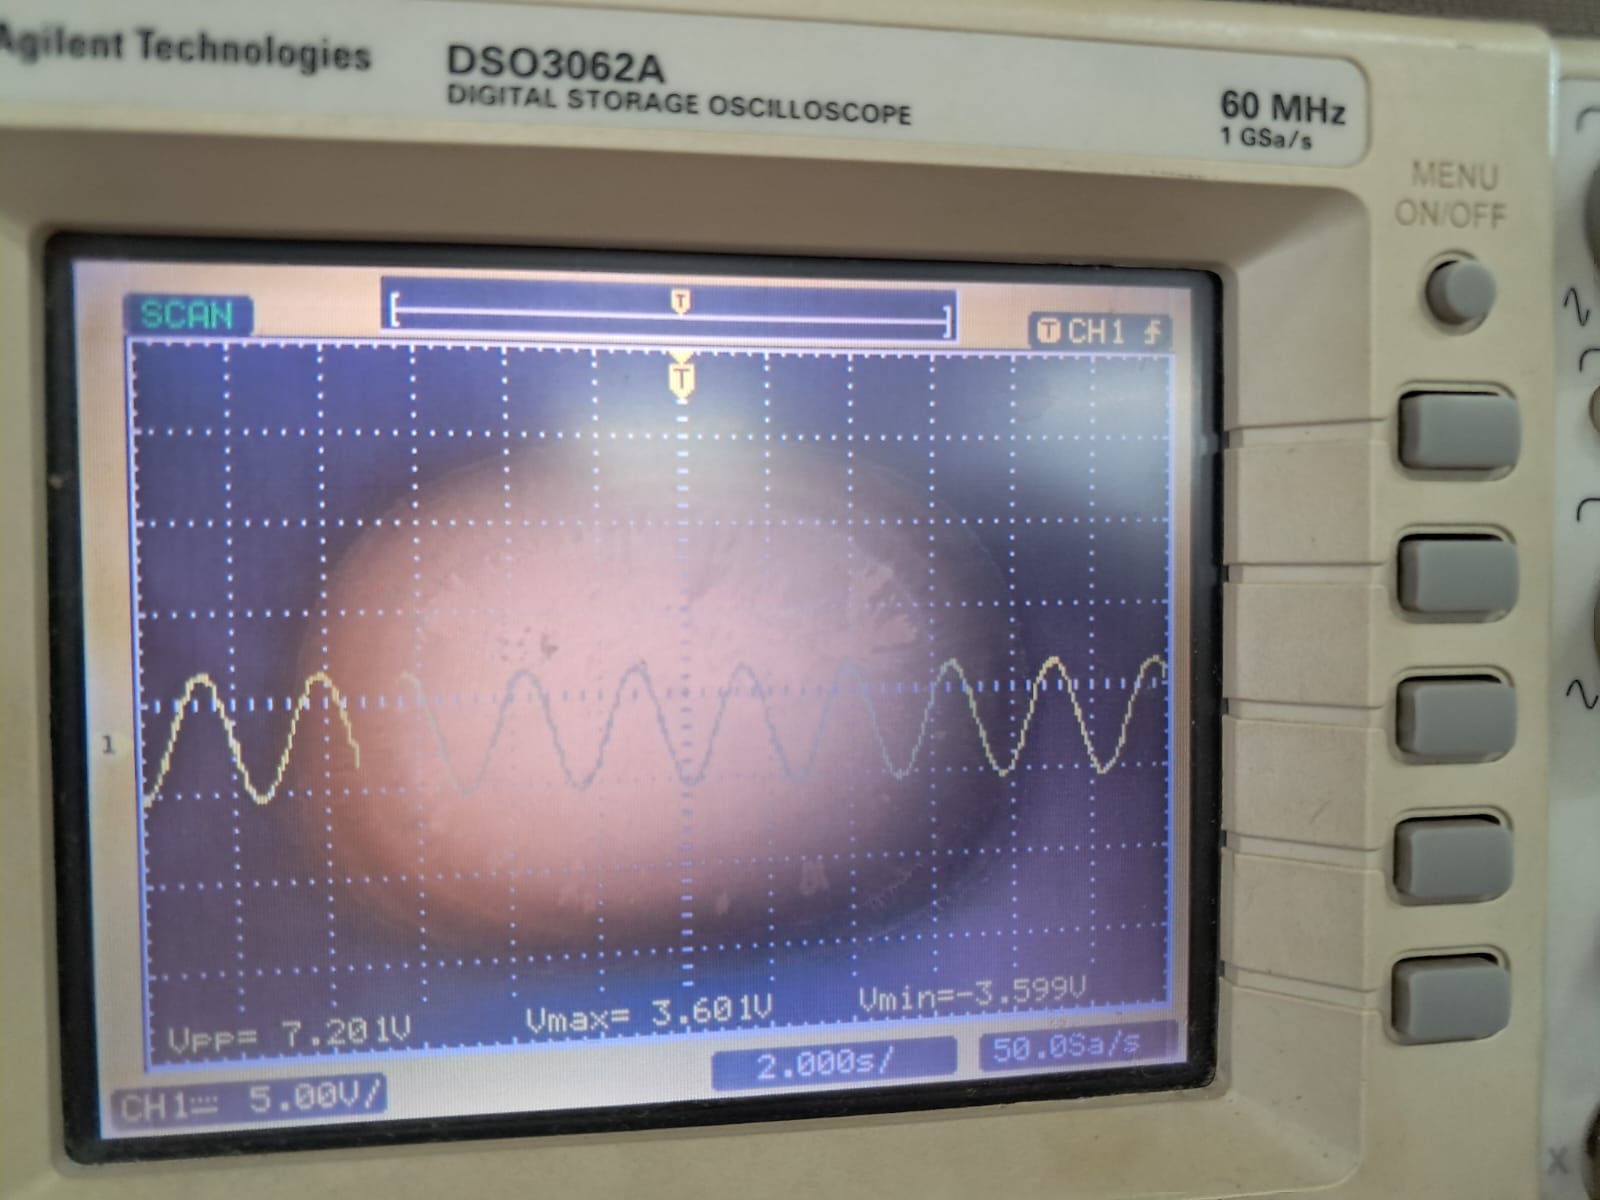 Agilent Technologies
DSO3062A
DIGITAL STORAGE OSCILLOSCOPE
60 MHz
1 GSa/s
MENU
ON/OFF
SCAN
T
T CH1
T
1
Vpp= 7.201V
Vmax= 3.601V
Vmin=-3.599V
CH1 5.00V/
2.000s/
50.0Sa/s
X